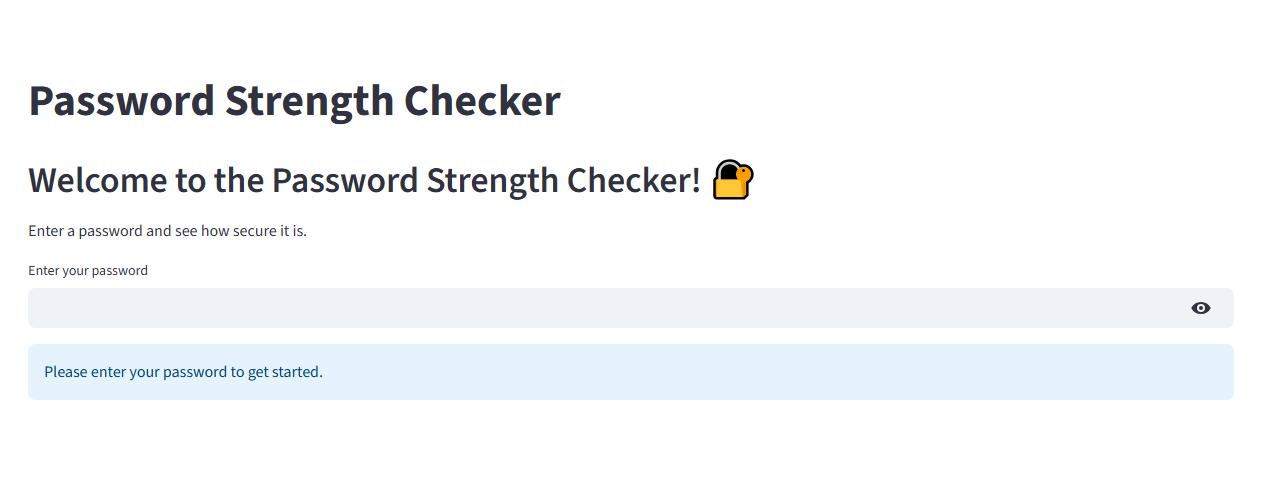 Password Strength Checker
Welcome to the Password Strength Checker! 🔐
Enter a password and see how secure it is.
Enter your password
Please enter your password to get started.